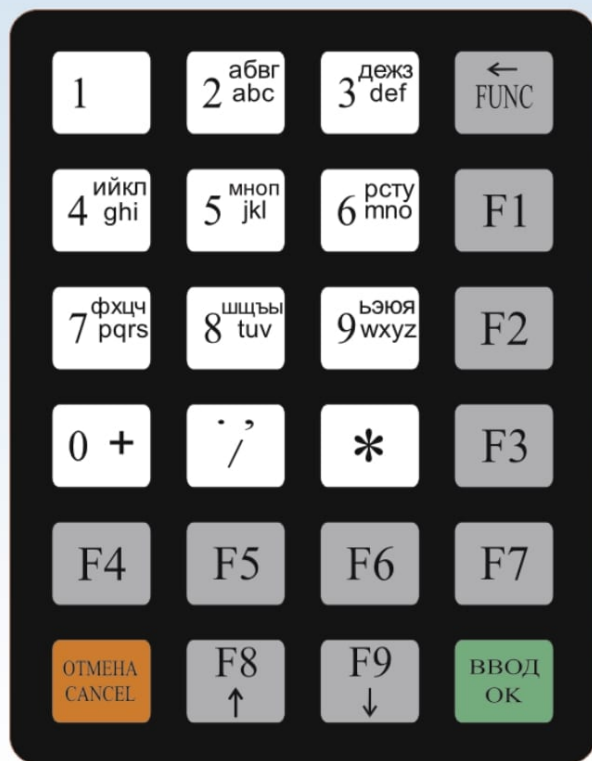 1
2 абвг
abc
3 дежз
def
←
FUNC
4 ийкл
ghi
5 мноп
jkl
6 рсту
mno
F1
7 фхцч
pqrs
8 шщъы
tuv
9 ьэюя
wxyz
F2
0 +
. ,
/
*
F3
F4
F5
F6
F7
ОТМЕНА
CANCEL
F8
↑
F9
↓
ВВОД
ОК